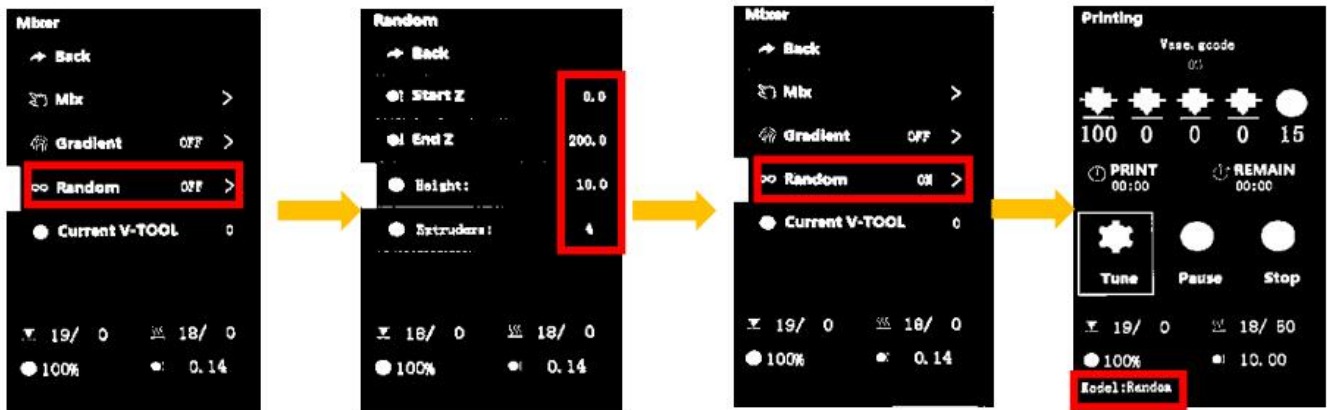 Mixer
Back
Mix >
Gradient OFF >
Random OFF >
Current V-TOOL 0
19/ 0 18/ 0
100% 0.14
Random
Back
Start Z 0.0
End Z 200.0
Height: 10.0
Extruders: 4
18/ 0 18/ 0
100% 0.14
Mixer
Back
Mix >
Gradient OFF >
Random ON >
Current V-TOOL 0
19/ 0 18/ 0
100% 0.14
Printing
Vase.gcode
0%
100 0 0 0 15
PRINT REMAIN
00:00 00:00
Tune Pause Stop
19/ 0 18/ 50
100% 10.00
Model:Random